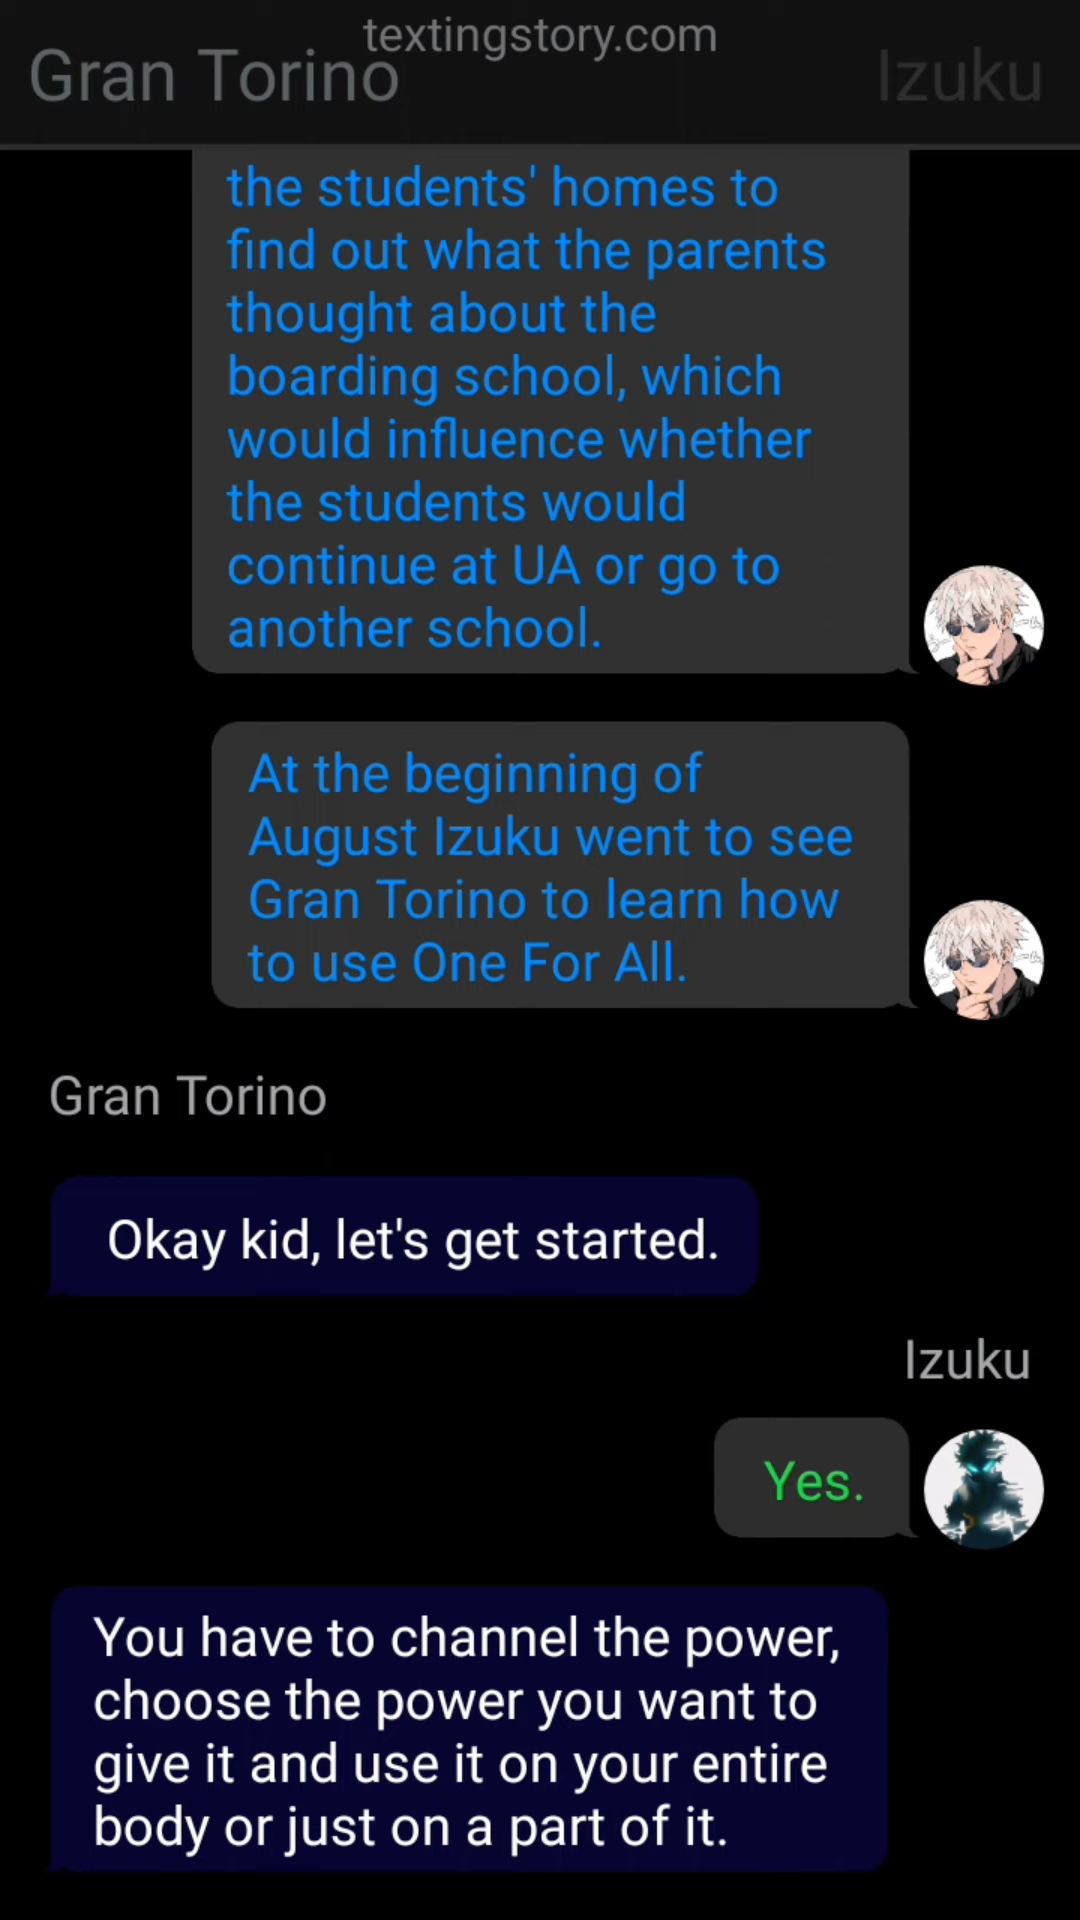 textingstory.com
Gran Torino
Izuku
the students' homes to
find out what the parents
thought about the
boarding school, which
would influence whether
the students would
continue at UA or go to
another school.
At the beginning of
August Izuku went to see
Gran Torino to learn how
to use One For All.
Gran Torino
Okay kid, let's get started.
Izuku
Yes.
You have to channel the power,
choose the power you want to
give it and use it on your entire
body or just on a part of it.